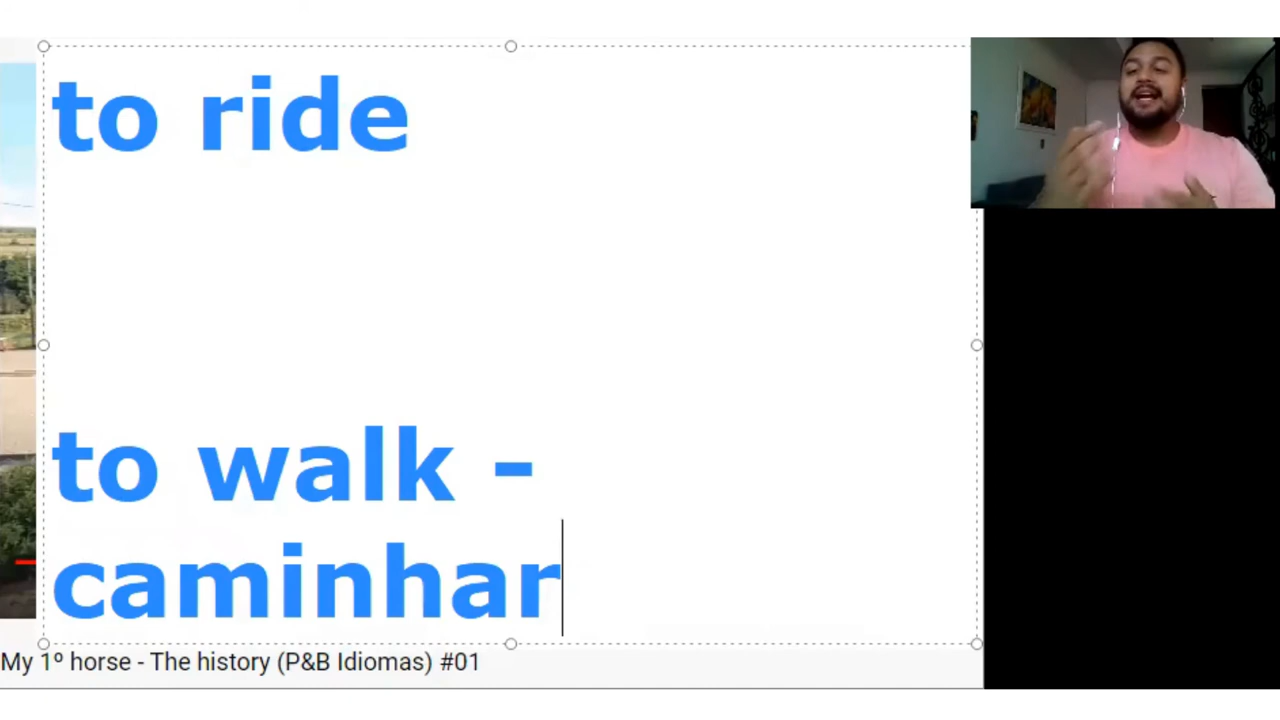 to ride
to walk -
caminhar
My 1º horse - The history (P&B Idiomas) #01